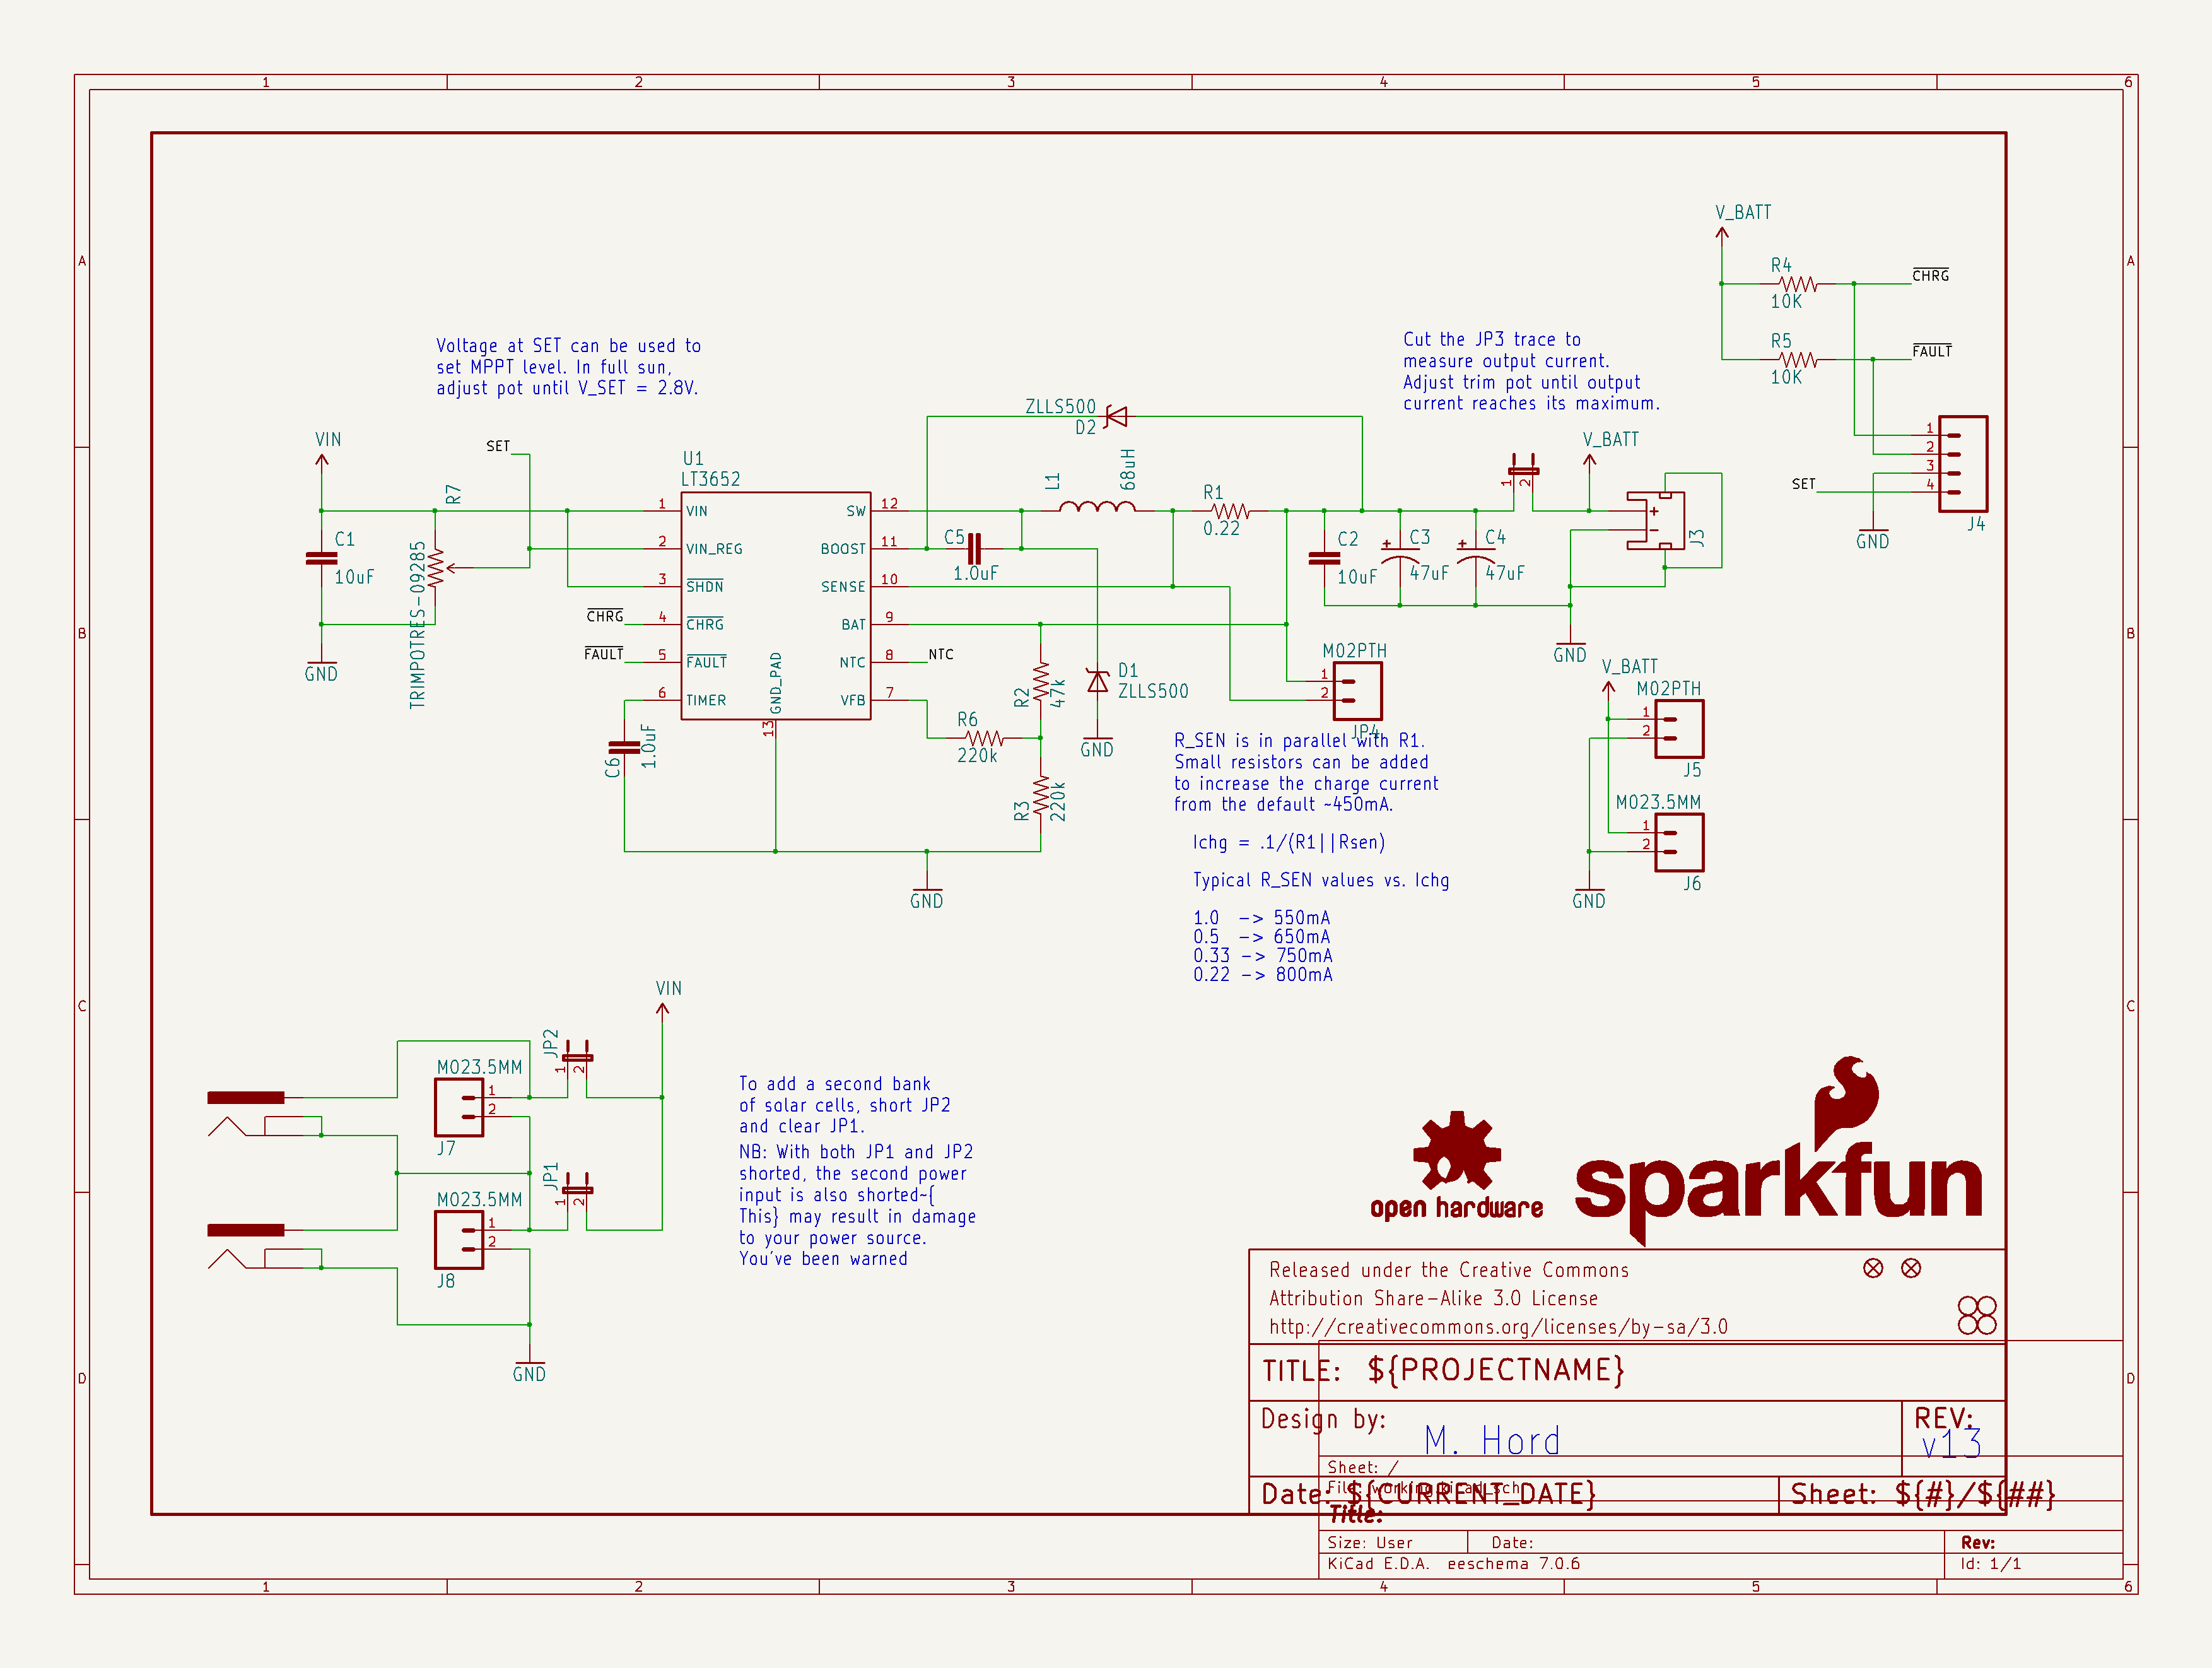 1 2 3 4 5 6
A A
B B
C C
D D
1 2 3 4 5 6
Voltage at SET can be used to
set MPPT level. In full sun,
adjust pot until V_SET = 2.8V.
VIN
SET
R7
TRIMPOTRES-09285
C1
10uF
GND
U1
LT3652
1 VIN
2 VIN_REG
3 SHDN
4 CHRG
5 FAULT
6 TIMER
12 SW
11 BOOST
10 SENSE
9 BAT
8 NTC
7 VFB
13 GND_PAD
CHRG
FAULT
NTC
C6
1.0uF
ZLLS500
D2
C5
1.0uF
L1
68uH
R1
0.22
D1
ZLLS500
GND
R2
47k
R6
220k
R3
220k
GND
Cut the JP3 trace to
measure output current.
Adjust trim pot until output
current reaches its maximum.
C2
10uF
C3
47uF
C4
47uF
1 2
V_BATT
+
-
J3
GND
M02PTH
1
2
JP4
R_SEN is in parallel with R1.
Small resistors can be added
to increase the charge current
from the default ~450mA.
Ichg = .1/(R1||Rsen)
Typical R_SEN values vs. Ichg
1.0 -> 550mA
0.5 -> 650mA
0.33 -> 750mA
0.22 -> 800mA
V_BATT
R4
10K
CHRG
R5
10K
FAULT
SET
1
2
3
4
J4
GND
V_BATT
M02PTH
1
2
J5
M023.5MM
1
2
J6
GND
VIN
JP2
1 2
M023.5MM
1
2
J7
JP1
1 2
M023.5MM
1
2
J8
GND
To add a second bank
of solar cells, short JP2
and clear JP1.
NB: With both JP1 and JP2
shorted, the second power
input is also shorted~{
This} may result in damage
to your power source.
You've been warned
open hardware
sparkfun
Released under the Creative Commons
Attribution Share-Alike 3.0 License
http://creativecommons.org/licenses/by-sa/3.0
TITLE: ${PROJECTNAME}
Design by:
M. Hord
REV:
v13
Sheet: /
File: working.kicad_sch
Date: ${CURRENT_DATE}
Sheet: ${#}/${##}
Title:
Size: User
Date:
Rev:
KiCad E.D.A. eeschema 7.0.6
Id: 1/1